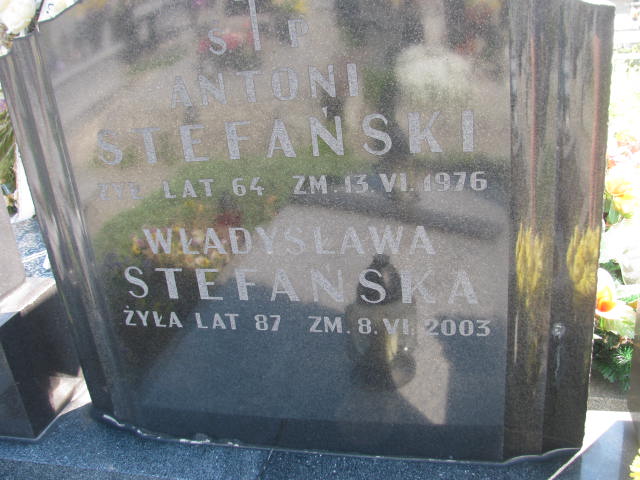 Ś P
ANTONI
STEFAŃSKI
ŻYŁ LAT 64 ZM. 13. VI. 1976
WŁADYSŁAWA
STEFAŃSKA
ŻYŁA LAT 87 ZM. 8. VI. 2003